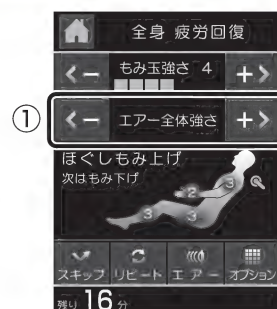 全身 疲労回復
もみ玉強さ 4
①
エアー全体強さ
ほぐしもみ上げ
次はもみ下げ
2
3
3
3
スキップ リピート エアー オプション
残り 16 分